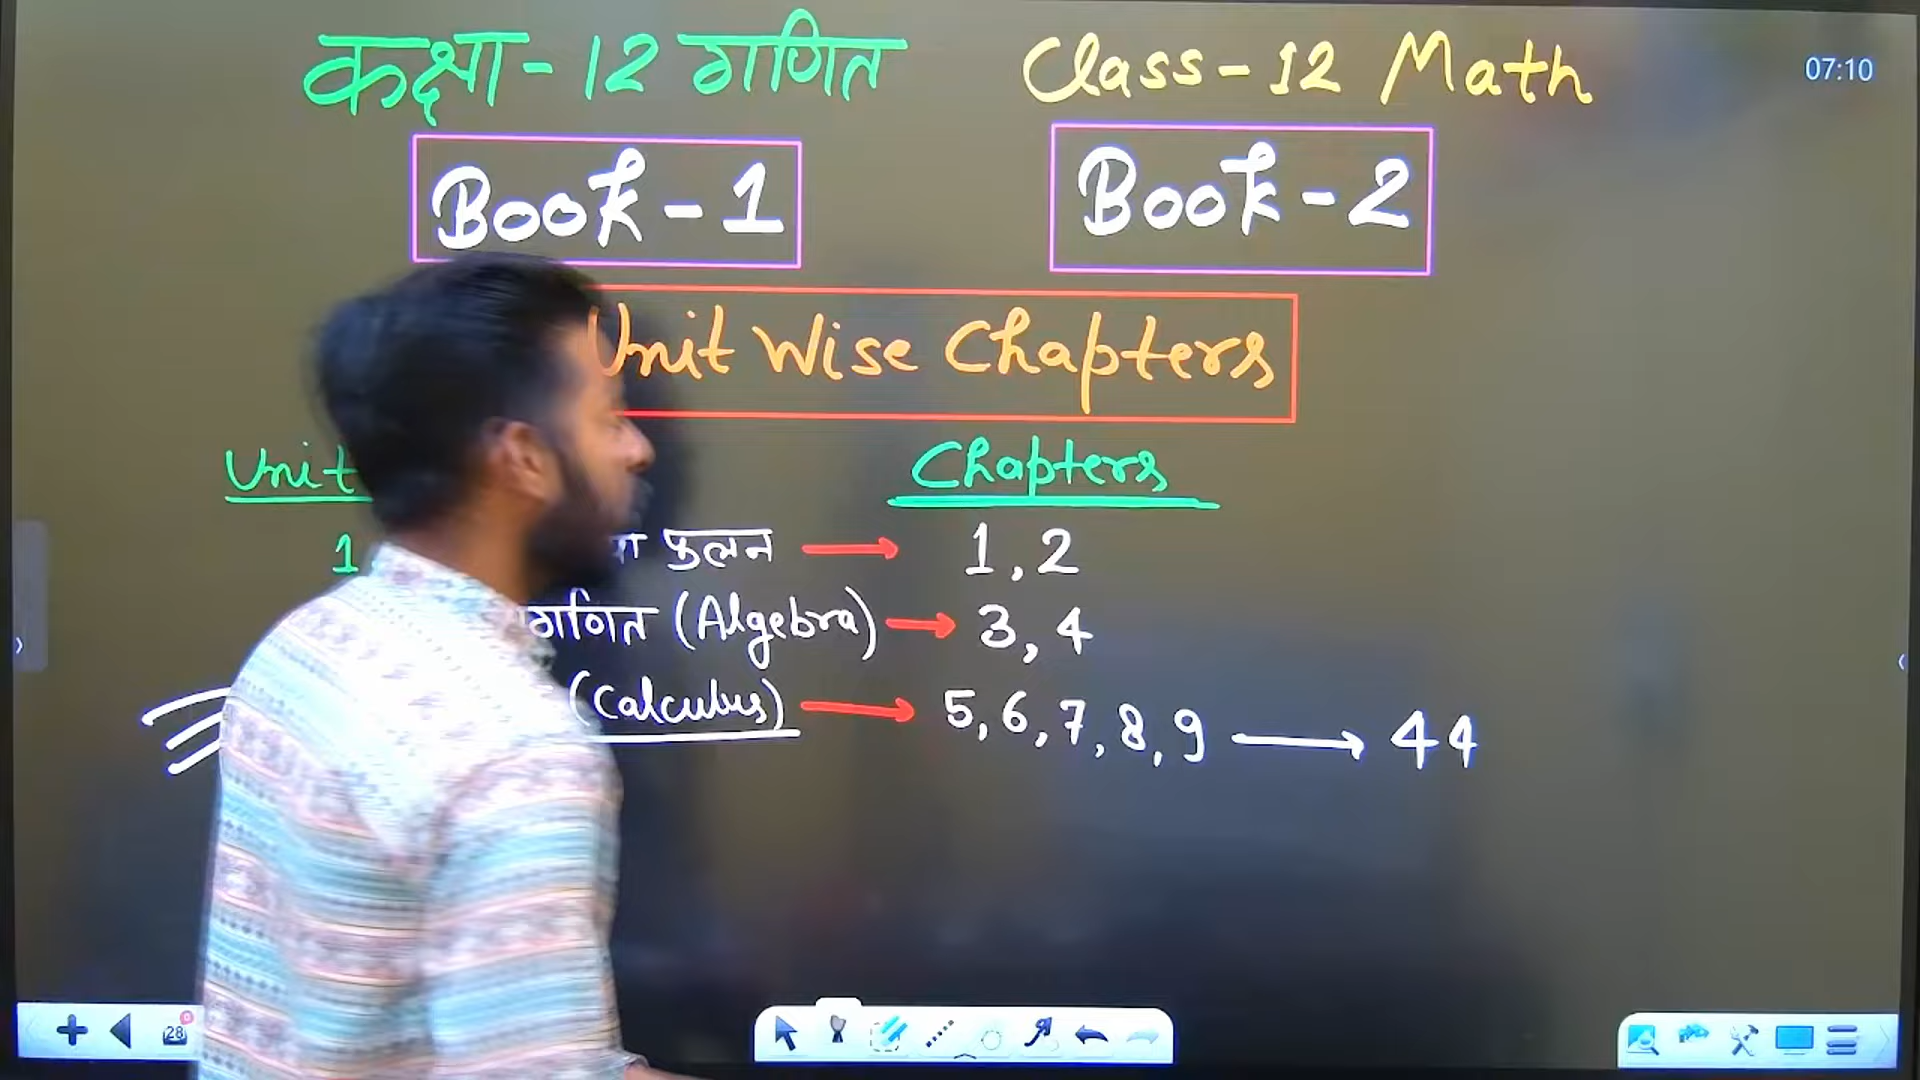 कक्षा-12 गणित Class-12 Math
07:10
Book-1 Book-2
Unit Wise Chapters
Unit Chapters
1 फलन → 1, 2
गणित (Algebra) → 3, 4
(Calculus) → 5, 6, 7, 8, 9 → 44
28